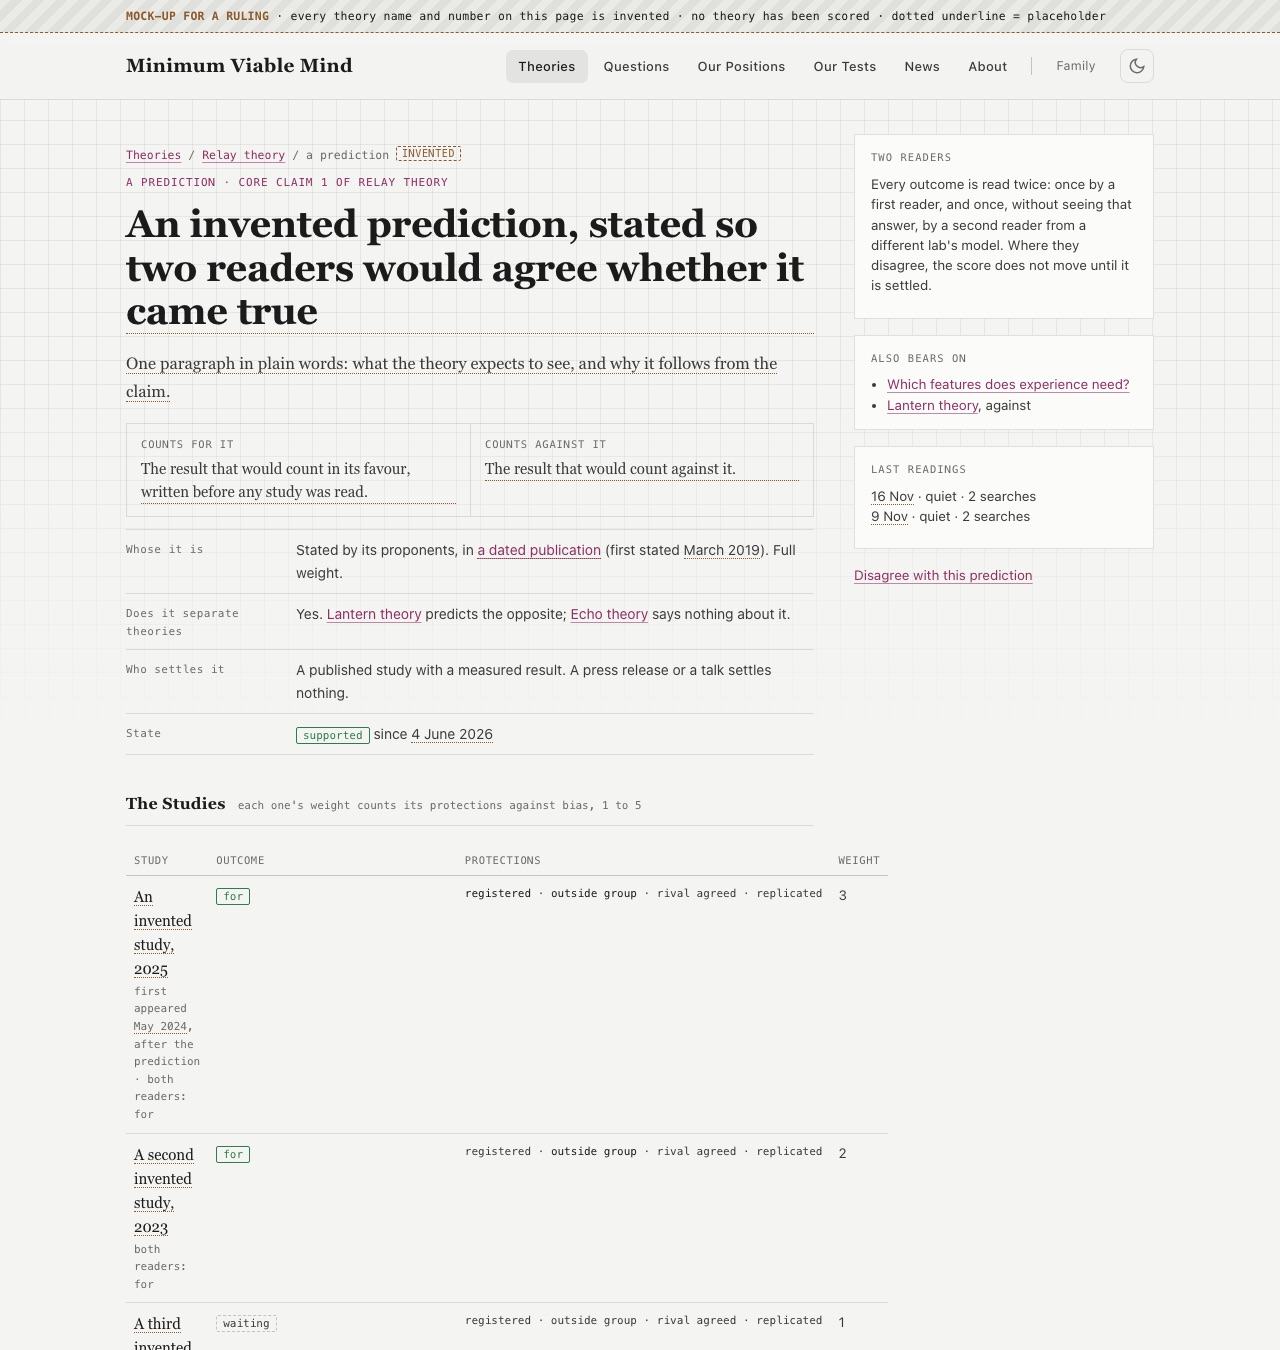 MOCK-UP FOR A RULING · every theory name and number on this page is invented · no theory has been scored · dotted underline = placeholder
Minimum Viable Mind
Theories Questions Our Positions Our Tests News About Family
Theories / Relay theory / a prediction INVENTED
A PREDICTION · CORE CLAIM 1 OF RELAY THEORY
An invented prediction, stated so
two readers would agree whether it
came true
One paragraph in plain words: what the theory expects to see, and why it follows from the
claim.
COUNTS FOR IT
The result that would count in its favour,
written before any study was read.
COUNTS AGAINST IT
The result that would count against it.
Whose it is
Stated by its proponents, in a dated publication (first stated March 2019). Full
weight.
Does it separate
theories
Yes. Lantern theory predicts the opposite; Echo theory says nothing about it.
Who settles it
A published study with a measured result. A press release or a talk settles
nothing.
State
supported since 4 June 2026
TWO READERS
Every outcome is read twice: once by a
first reader, and once, without seeing that
answer, by a second reader from a
different lab's model. Where they
disagree, the score does not move until it
is settled.
ALSO BEARS ON
• Which features does experience need?
• Lantern theory, against
LAST READINGS
16 Nov · quiet · 2 searches
9 Nov · quiet · 2 searches
Disagree with this prediction
The Studies each one's weight counts its protections against bias, 1 to 5
STUDY OUTCOME PROTECTIONS WEIGHT
An
invented
study,
2025
first
appeared
May 2024,
after the
prediction
· both
readers:
for
for
registered · outside group · rival agreed · replicated
3
A second
invented
study,
2023
both
readers:
for
for
registered · outside group · rival agreed · replicated
2
A third
invented
waiting
registered · outside group · rival agreed · replicated
1